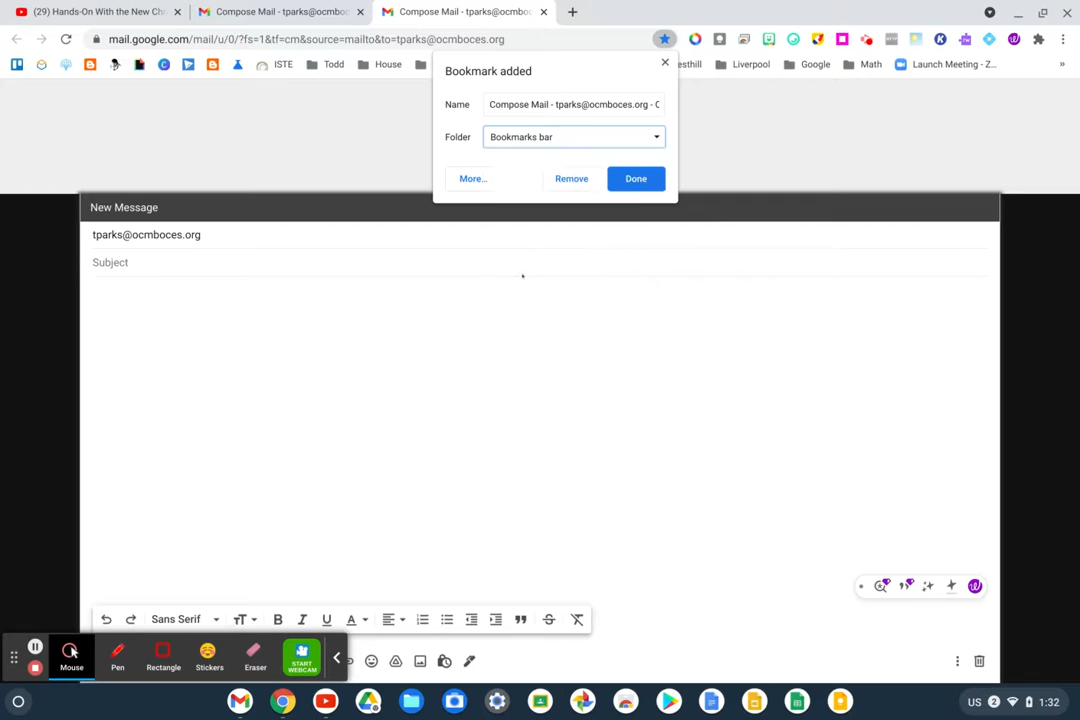 (29) Hands-On With the New Ch
Compose Mail - tparks@ocmbo
Compose Mail - tparks@ocmbo
mail.google.com/mail/u/0/?fs=1&tf=cm&source=mailto&to=tparks@ocmboces.org
ISTE
Todd
House
esthill
Liverpool
Google
Math
Launch Meeting - Z...
»
Bookmark added
Name
Compose Mail - tparks@ocmboces.org - C
Folder
Bookmarks bar
More...
Remove
Done
New Message
tparks@ocmboces.org
Subject
Sans Serif
B I U A
Mouse
Pen
Rectangle
Stickers
Eraser
START
WEBCAM
US
2
1:32